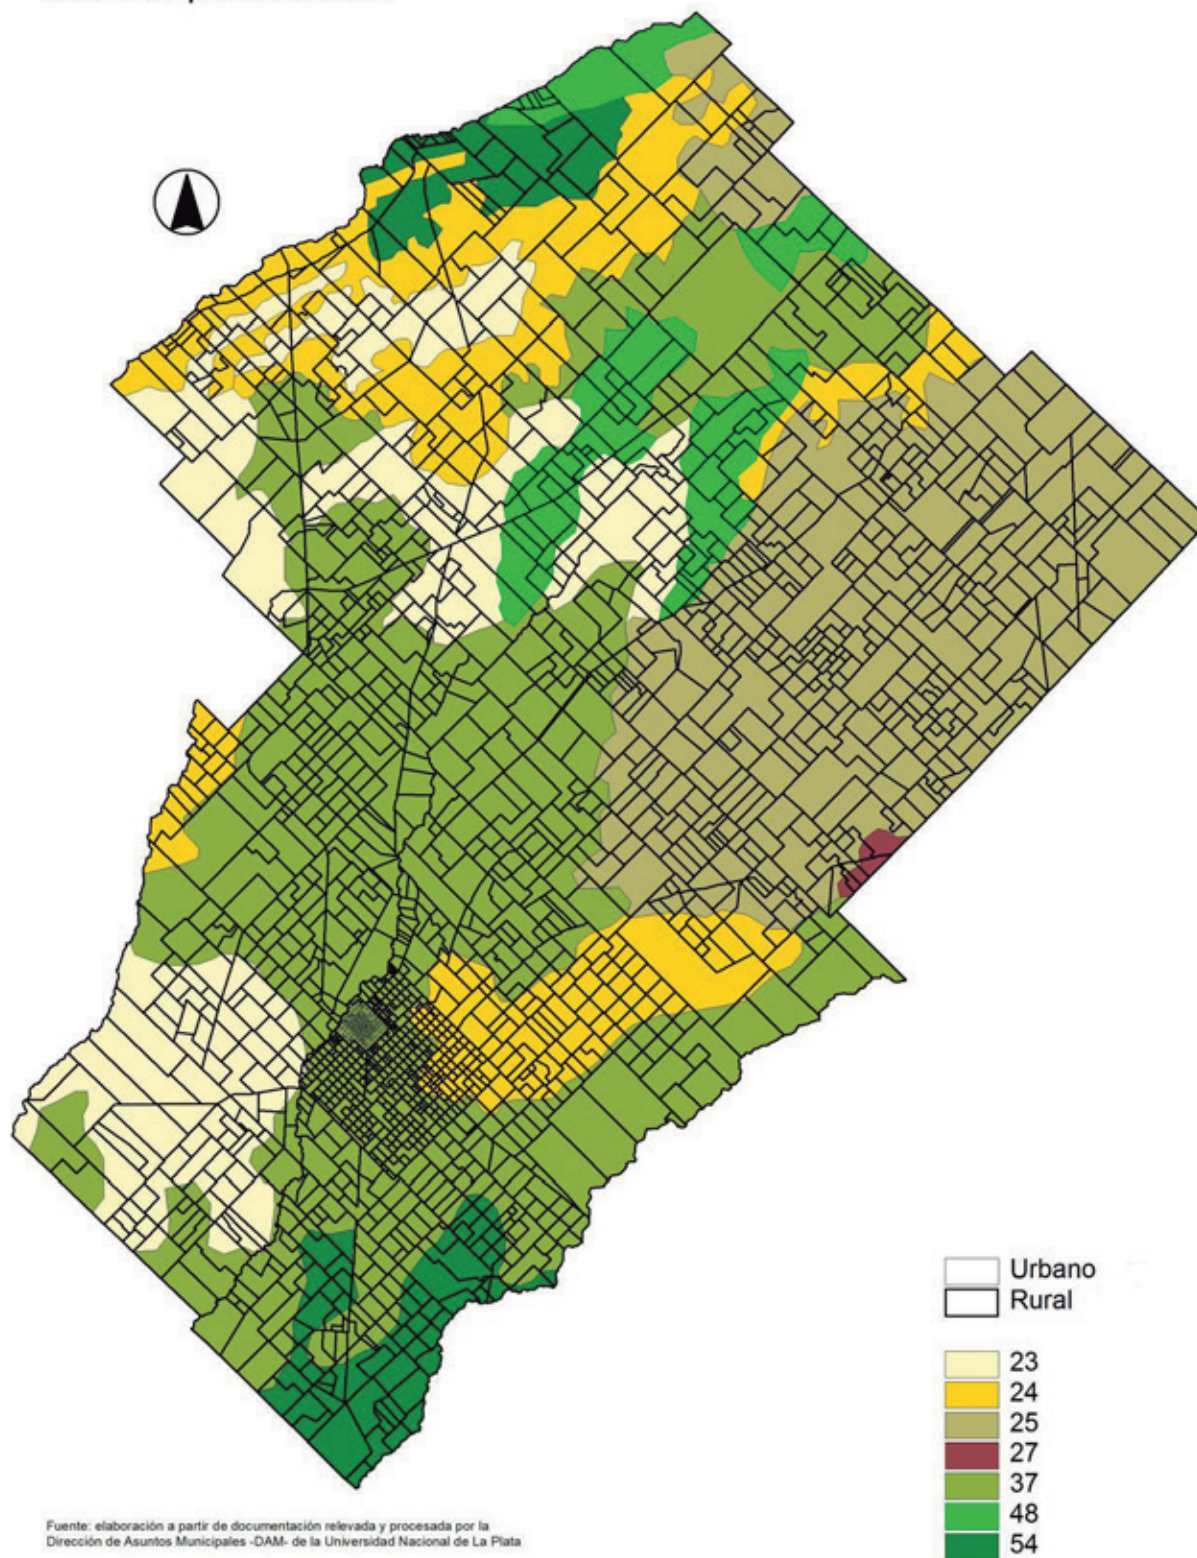 Urbano
Rural
23
24
25
27
37
48
54
Fuente: elaboración a partir de documentación relevada y procesada por la
Dirección de Asuntos Municipales -DAM- de la Universidad Nacional de La Plata